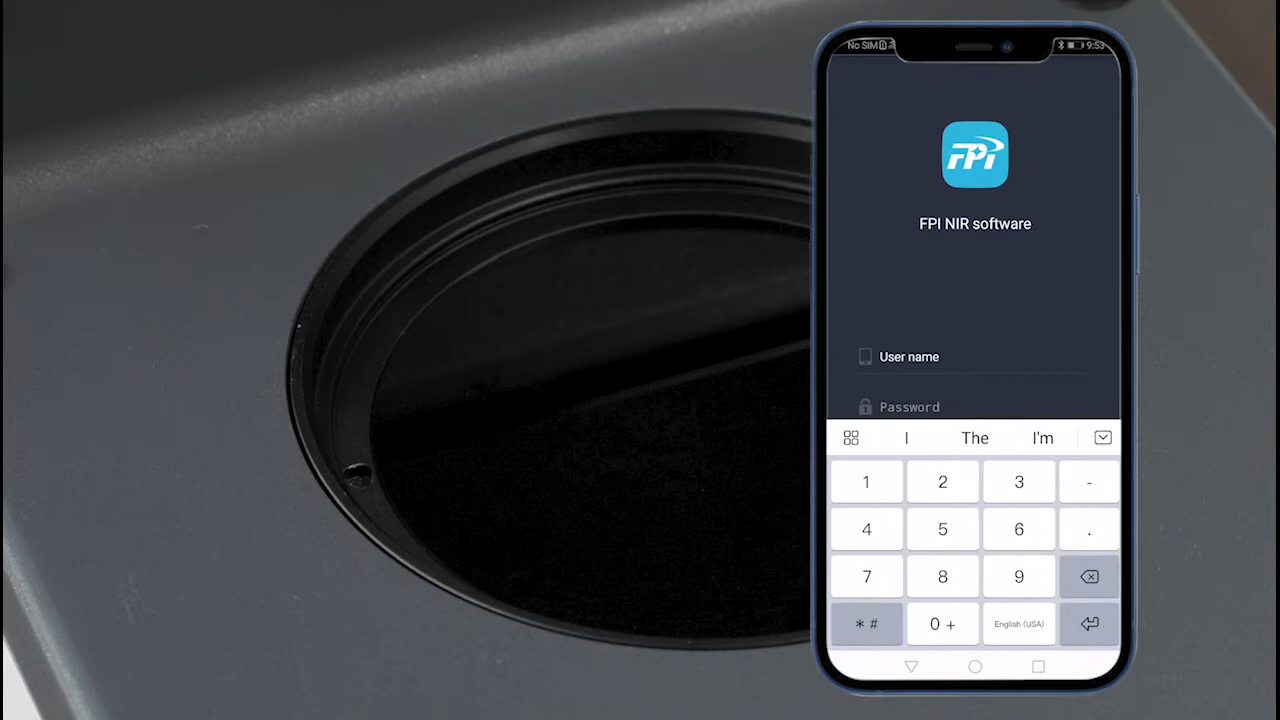 No SIM
9:53
FPi
FPI NIR software
User name
Password
I The I'm
1 2 3 -
4 5 6 .
7 8 9
* # 0 + English (USA)